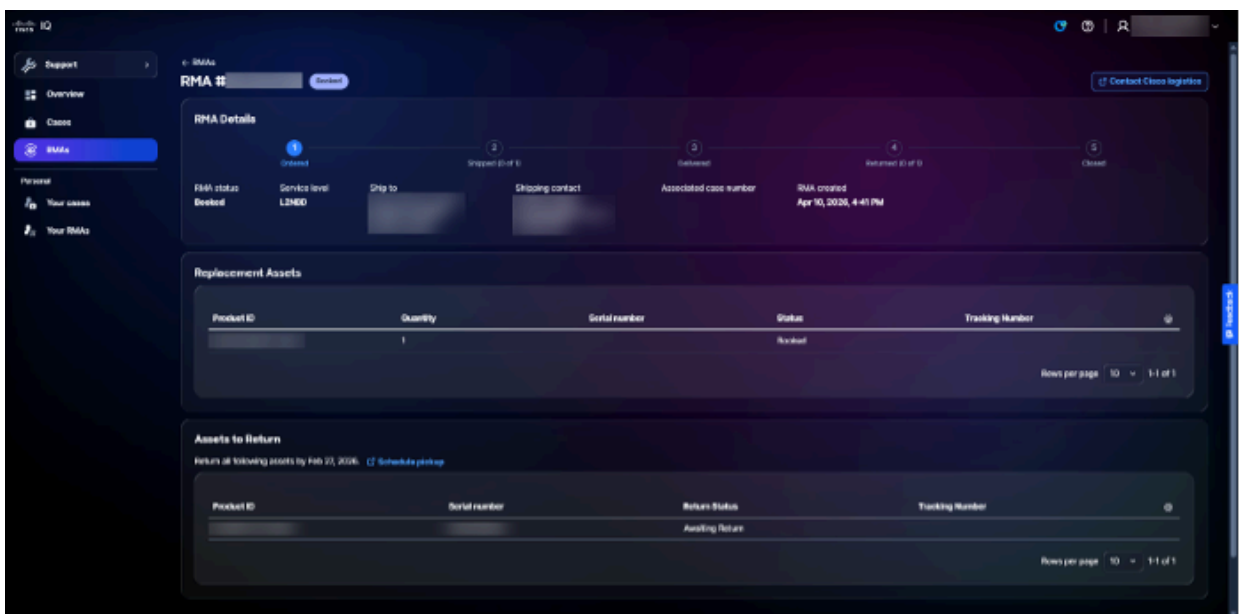 CISCO IQ
Support
Overview
Cases
RMAs
Personal
Your cases
Your RMAs
← RMAs
RMA #
Booked
Contact Cisco logistics
RMA Details
1 2 3 4 5
Ordered Shipped (0 of 1) Delivered Returned (0 of 1) Closed
RMA status Service level Ship to Shipping contact Associated case number RMA created
Booked Apr 10, 2026, 4:41 PM
Replacement Assets
Product ID Quantity Serial number Status Tracking Number
1 Booked
Rows per page 10 1-1 of 1
Assets to Return
Return all following assets by Feb 27, 2026. Schedule pickup
Product ID Serial number Return Status Tracking Number
Awaiting Return
Rows per page 10 1-1 of 1
Feedback